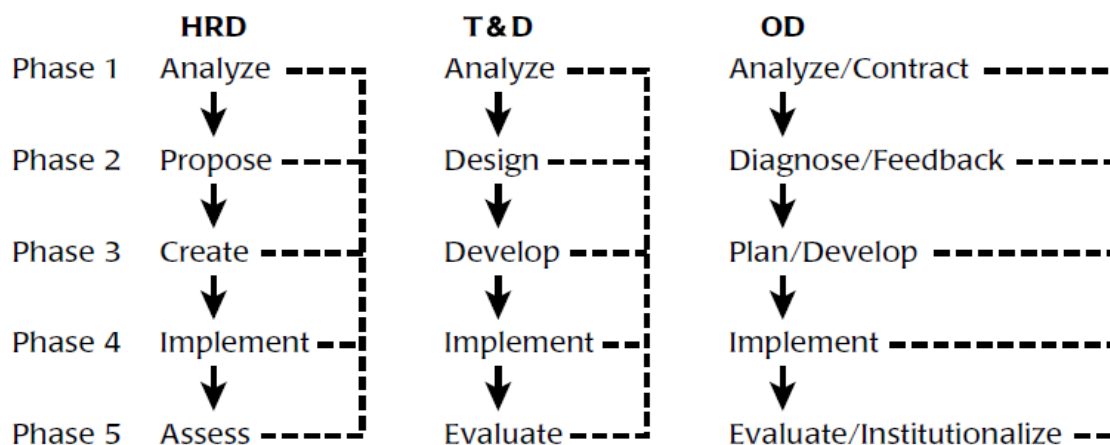 HRD T&D OD
Phase 1 Analyze Analyze Analyze/Contract
Phase 2 Propose Design Diagnose/Feedback
Phase 3 Create Develop Plan/Develop
Phase 4 Implement Implement Implement
Phase 5 Assess Evaluate Evaluate/Institutionalize